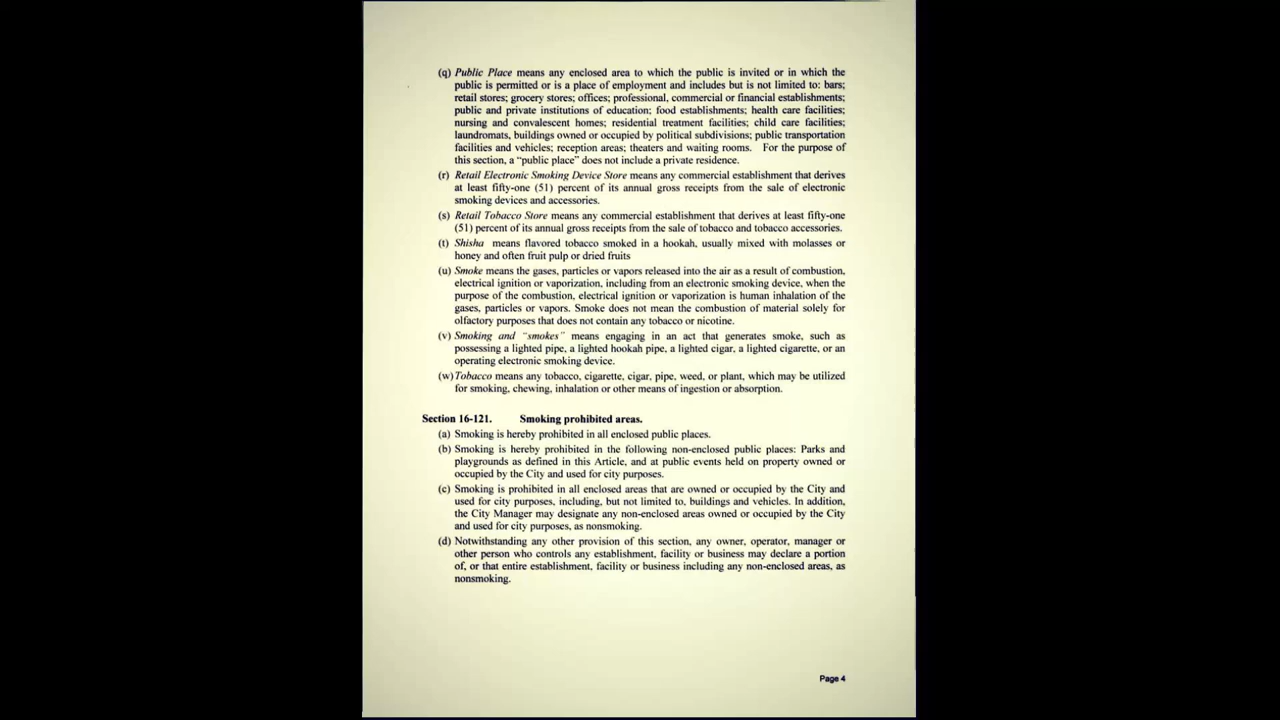 (q) Public Place means any enclosed area to which the public is invited or in which the
public is permitted or is a place of employment and includes but is not limited to: bars;
retail stores; grocery stores; offices; professional, commercial or financial establishments;
public and private institutions of education; food establishments; health care facilities;
nursing and convalescent homes; residential treatment facilities; child care facilities;
laundromats, buildings owned or occupied by political subdivisions; public transportation
facilities and vehicles; reception areas; theaters and waiting rooms. For the purpose of
this section, a "public place" does not include a private residence.
(r) Retail Electronic Smoking Device Store means any commercial establishment that derives
at least fifty-one (51) percent of its annual gross receipts from the sale of electronic
smoking devices and accessories.
(s) Retail Tobacco Store means any commercial establishment that derives at least fifty-one
(51) percent of its annual gross receipts from the sale of tobacco and tobacco accessories.
(t) Shisha means flavored tobacco smoked in a hookah, usually mixed with molasses or
honey and often fruit pulp or dried fruits
(u) Smoke means the gases, particles or vapors released into the air as a result of combustion,
electrical ignition or vaporization, including from an electronic smoking device, when the
purpose of the combustion, electrical ignition or vaporization is human inhalation of the
gases, particles or vapors. Smoke does not mean the combustion of material solely for
olfactory purposes that does not contain any tobacco or nicotine.
(v) Smoking and "smokes" means engaging in an act that generates smoke, such as
possessing a lighted pipe, a lighted hookah pipe, a lighted cigar, a lighted cigarette, or an
operating electronic smoking device.
(w) Tobacco means any tobacco, cigarette, cigar, pipe, weed, or plant, which may be utilized
for smoking, chewing, inhalation or other means of ingestion or absorption.
Section 16-121. Smoking prohibited areas.
(a) Smoking is hereby prohibited in all enclosed public places.
(b) Smoking is hereby prohibited in the following non-enclosed public places: Parks and
playgrounds as defined in this Article, and at public events held on property owned or
occupied by the City and used for city purposes.
(c) Smoking is prohibited in all enclosed areas that are owned or occupied by the City and
used for city purposes, including, but not limited to, buildings and vehicles. In addition,
the City Manager may designate any non-enclosed areas owned or occupied by the City
and used for city purposes, as nonsmoking.
(d) Notwithstanding any other provision of this section, any owner, operator, manager or
other person who controls any establishment, facility or business may declare a portion
of, or that entire establishment, facility or business including any non-enclosed areas, as
nonsmoking.
Page 4